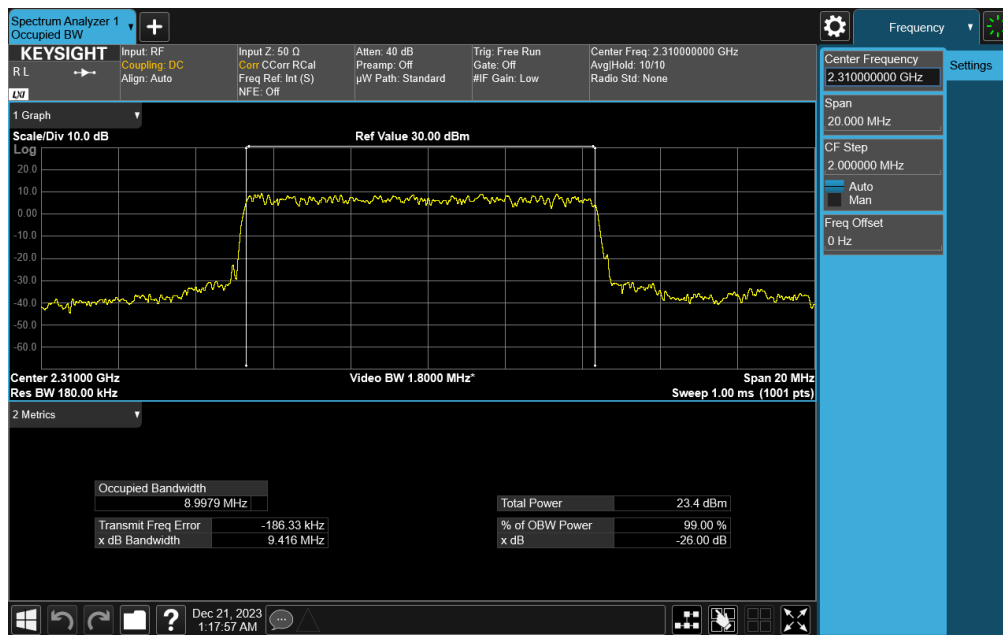 Spectrum Analyzer 1
Occupied BW
Frequency
KEYSIGHT
R L
LXI
Input: RF
Coupling: DC
Align: Auto
Input Z: 50 Ω
Corr CCorr RCal
Freq Ref: Int (S)
NFE: Off
Atten: 40 dB
Preamp: Off
µW Path: Standard
Trig: Free Run
Gate: Off
#IF Gain: Low
Center Freq: 2.310000000 GHz
Avg|Hold: 10/10
Radio Std: None
Center Frequency
2.310000000 GHz
Settings
Span
20.000 MHz
CF Step
2.000000 MHz
Auto
Man
Freq Offset
0 Hz
1 Graph
Scale/Div 10.0 dB
Ref Value 30.00 dBm
Log
20.0
10.0
0.00
-10.0
-20.0
-30.0
-40.0
-50.0
-60.0
Center 2.31000 GHz
Video BW 1.8000 MHz*
Span 20 MHz
Res BW 180.00 kHz
Sweep 1.00 ms (1001 pts)
2 Metrics
Occupied Bandwidth
8.9979 MHz
Total Power 23.4 dBm
Transmit Freq Error -186.33 kHz
% of OBW Power 99.00 %
x dB Bandwidth 9.416 MHz
x dB -26.00 dB
Dec 21, 2023
1:17:57 AM